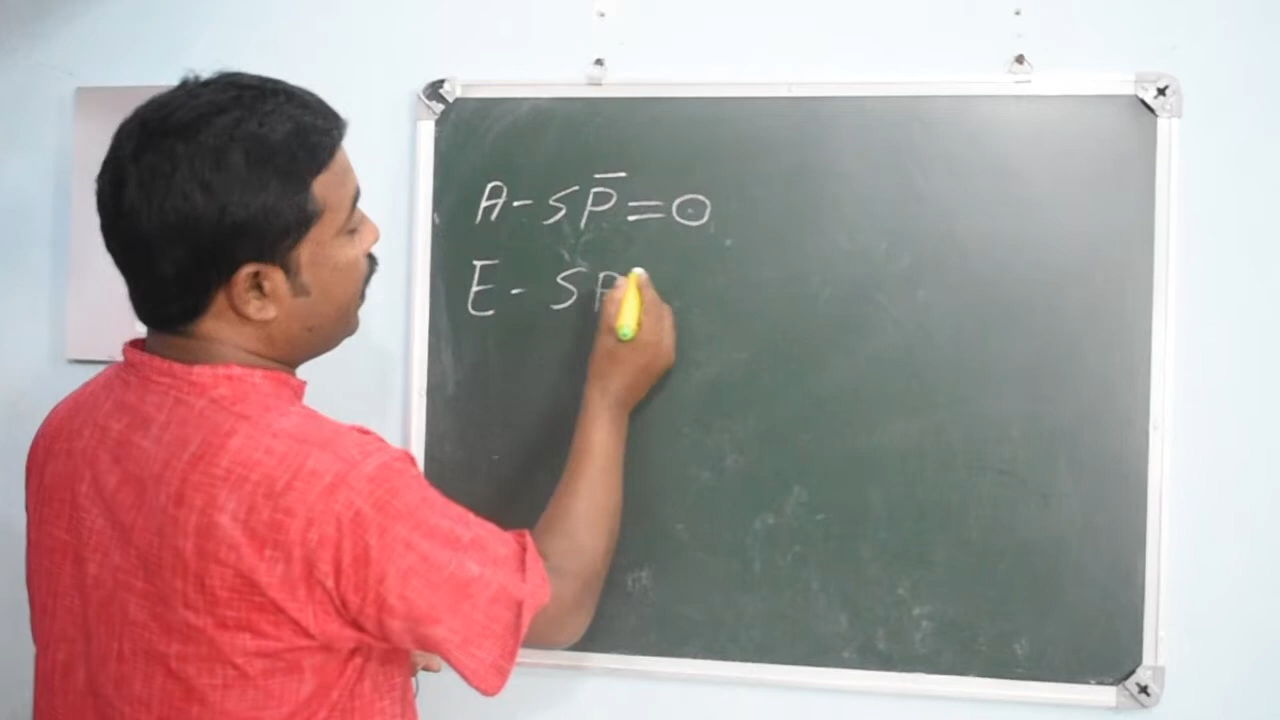 A - SP̅ = 0
E - SP